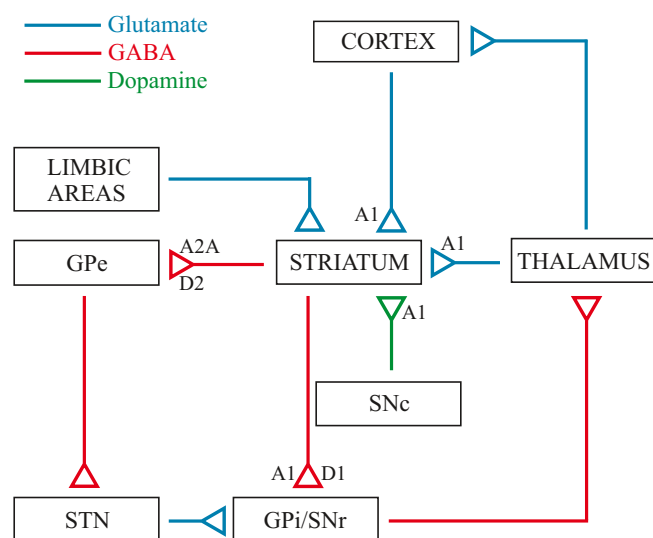 Glutamate
GABA
Dopamine
CORTEX
LIMBIC
AREAS
A1
A2A
A1
GPe
STRIATUM
THALAMUS
D2
A1
SNc
A1 D1
STN
GPi/SNr